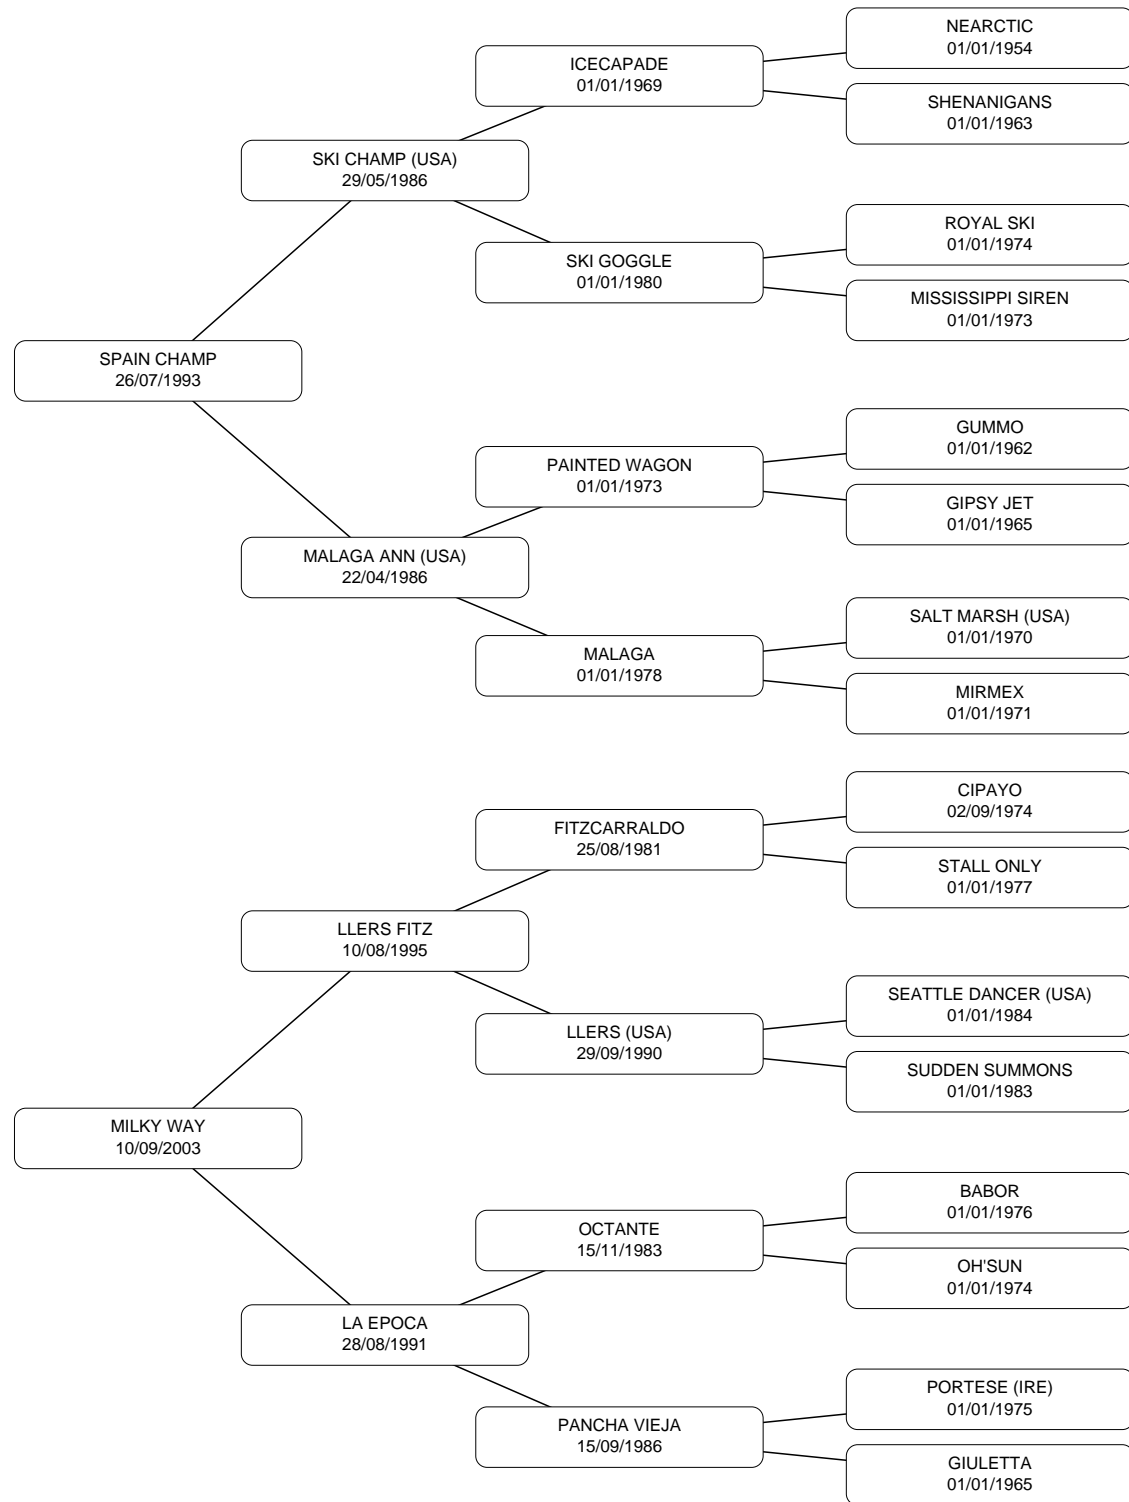 NEARCTIC
01/01/1954
ICECAPADE
01/01/1969
SHENANIGANS
01/01/1963
SKI CHAMP (USA)
29/05/1986
ROYAL SKI
01/01/1974
SKI GOGGLE
01/01/1980
MISSISSIPPI SIREN
01/01/1973
SPAIN CHAMP
26/07/1993
GUMMO
01/01/1962
PAINTED WAGON
01/01/1973
GIPSY JET
01/01/1965
MALAGA ANN (USA)
22/04/1986
SALT MARSH (USA)
01/01/1970
MALAGA
01/01/1978
MIRMEX
01/01/1971
CIPAYO
02/09/1974
FITZCARRALDO
25/08/1981
STALL ONLY
01/01/1977
LLERS FITZ
10/08/1995
SEATTLE DANCER (USA)
01/01/1984
LLERS (USA)
29/09/1990
SUDDEN SUMMONS
01/01/1983
MILKY WAY
10/09/2003
BABOR
01/01/1976
OCTANTE
15/11/1983
OH'SUN
01/01/1974
LA EPOCA
28/08/1991
PORTESE (IRE)
01/01/1975
PANCHA VIEJA
15/09/1986
GIULETTA
01/01/1965